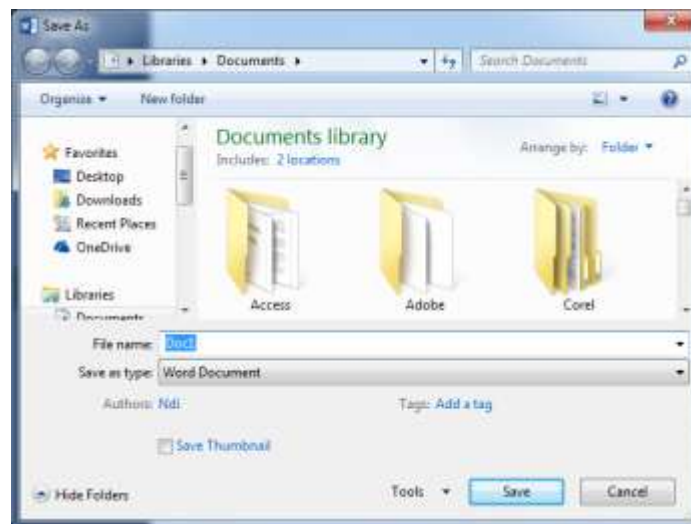 Save As
Libraries Documents
Search Documents
Organize New folder
Favorites
Desktop
Downloads
Recent Places
OneDrive
Libraries
Documents
Documents library
Includes: 2 locations
Arrange by: Folder
Access Adobe Corel
File name: Doc1
Save as type: Word Document
Authors: Ndi Tags: Add a tag
Save Thumbnail
Hide Folders Tools Save Cancel